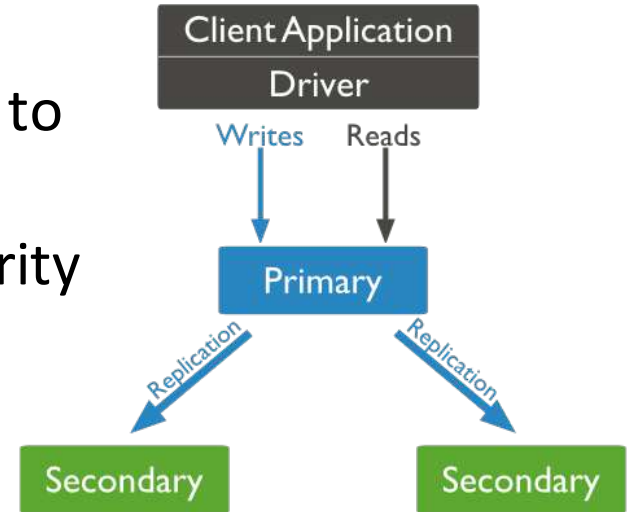 Client Application
Driver
to
Writes Reads
rity
Primary
Replication Replication
Secondary Secondary